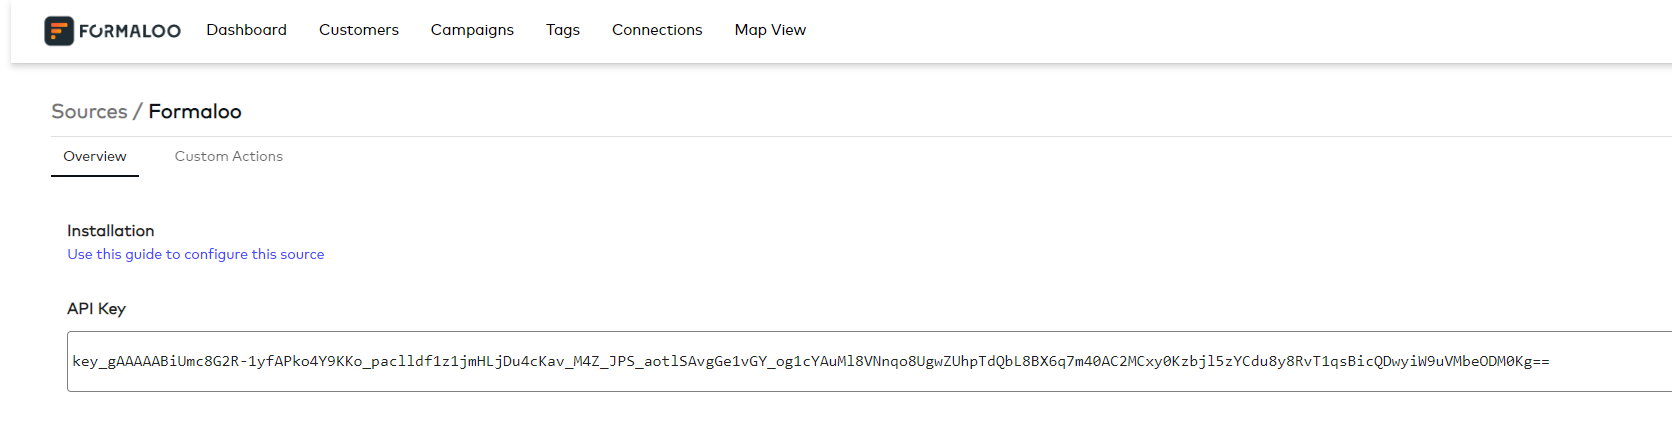 FORMALOO Dashboard Customers Campaigns Tags Connections Map View
Sources / Formaloo
Overview Custom Actions
Installation
Use this guide to configure this source
API Key
key_gAAAAABiUmc8G2R-1yfAPko4Y9KKo_paclldf1z1jmHLjDu4cKav_M4Z_JPS_aotlSAvgGe1vGY_og1cYAuMl8VNnqo8UgwZUhpTdQbL8BX6q7m40AC2MCxy0Kzbjl5zYCdu8y8RvT1qsBicQDwyiW9uVMbeODM0Kg==